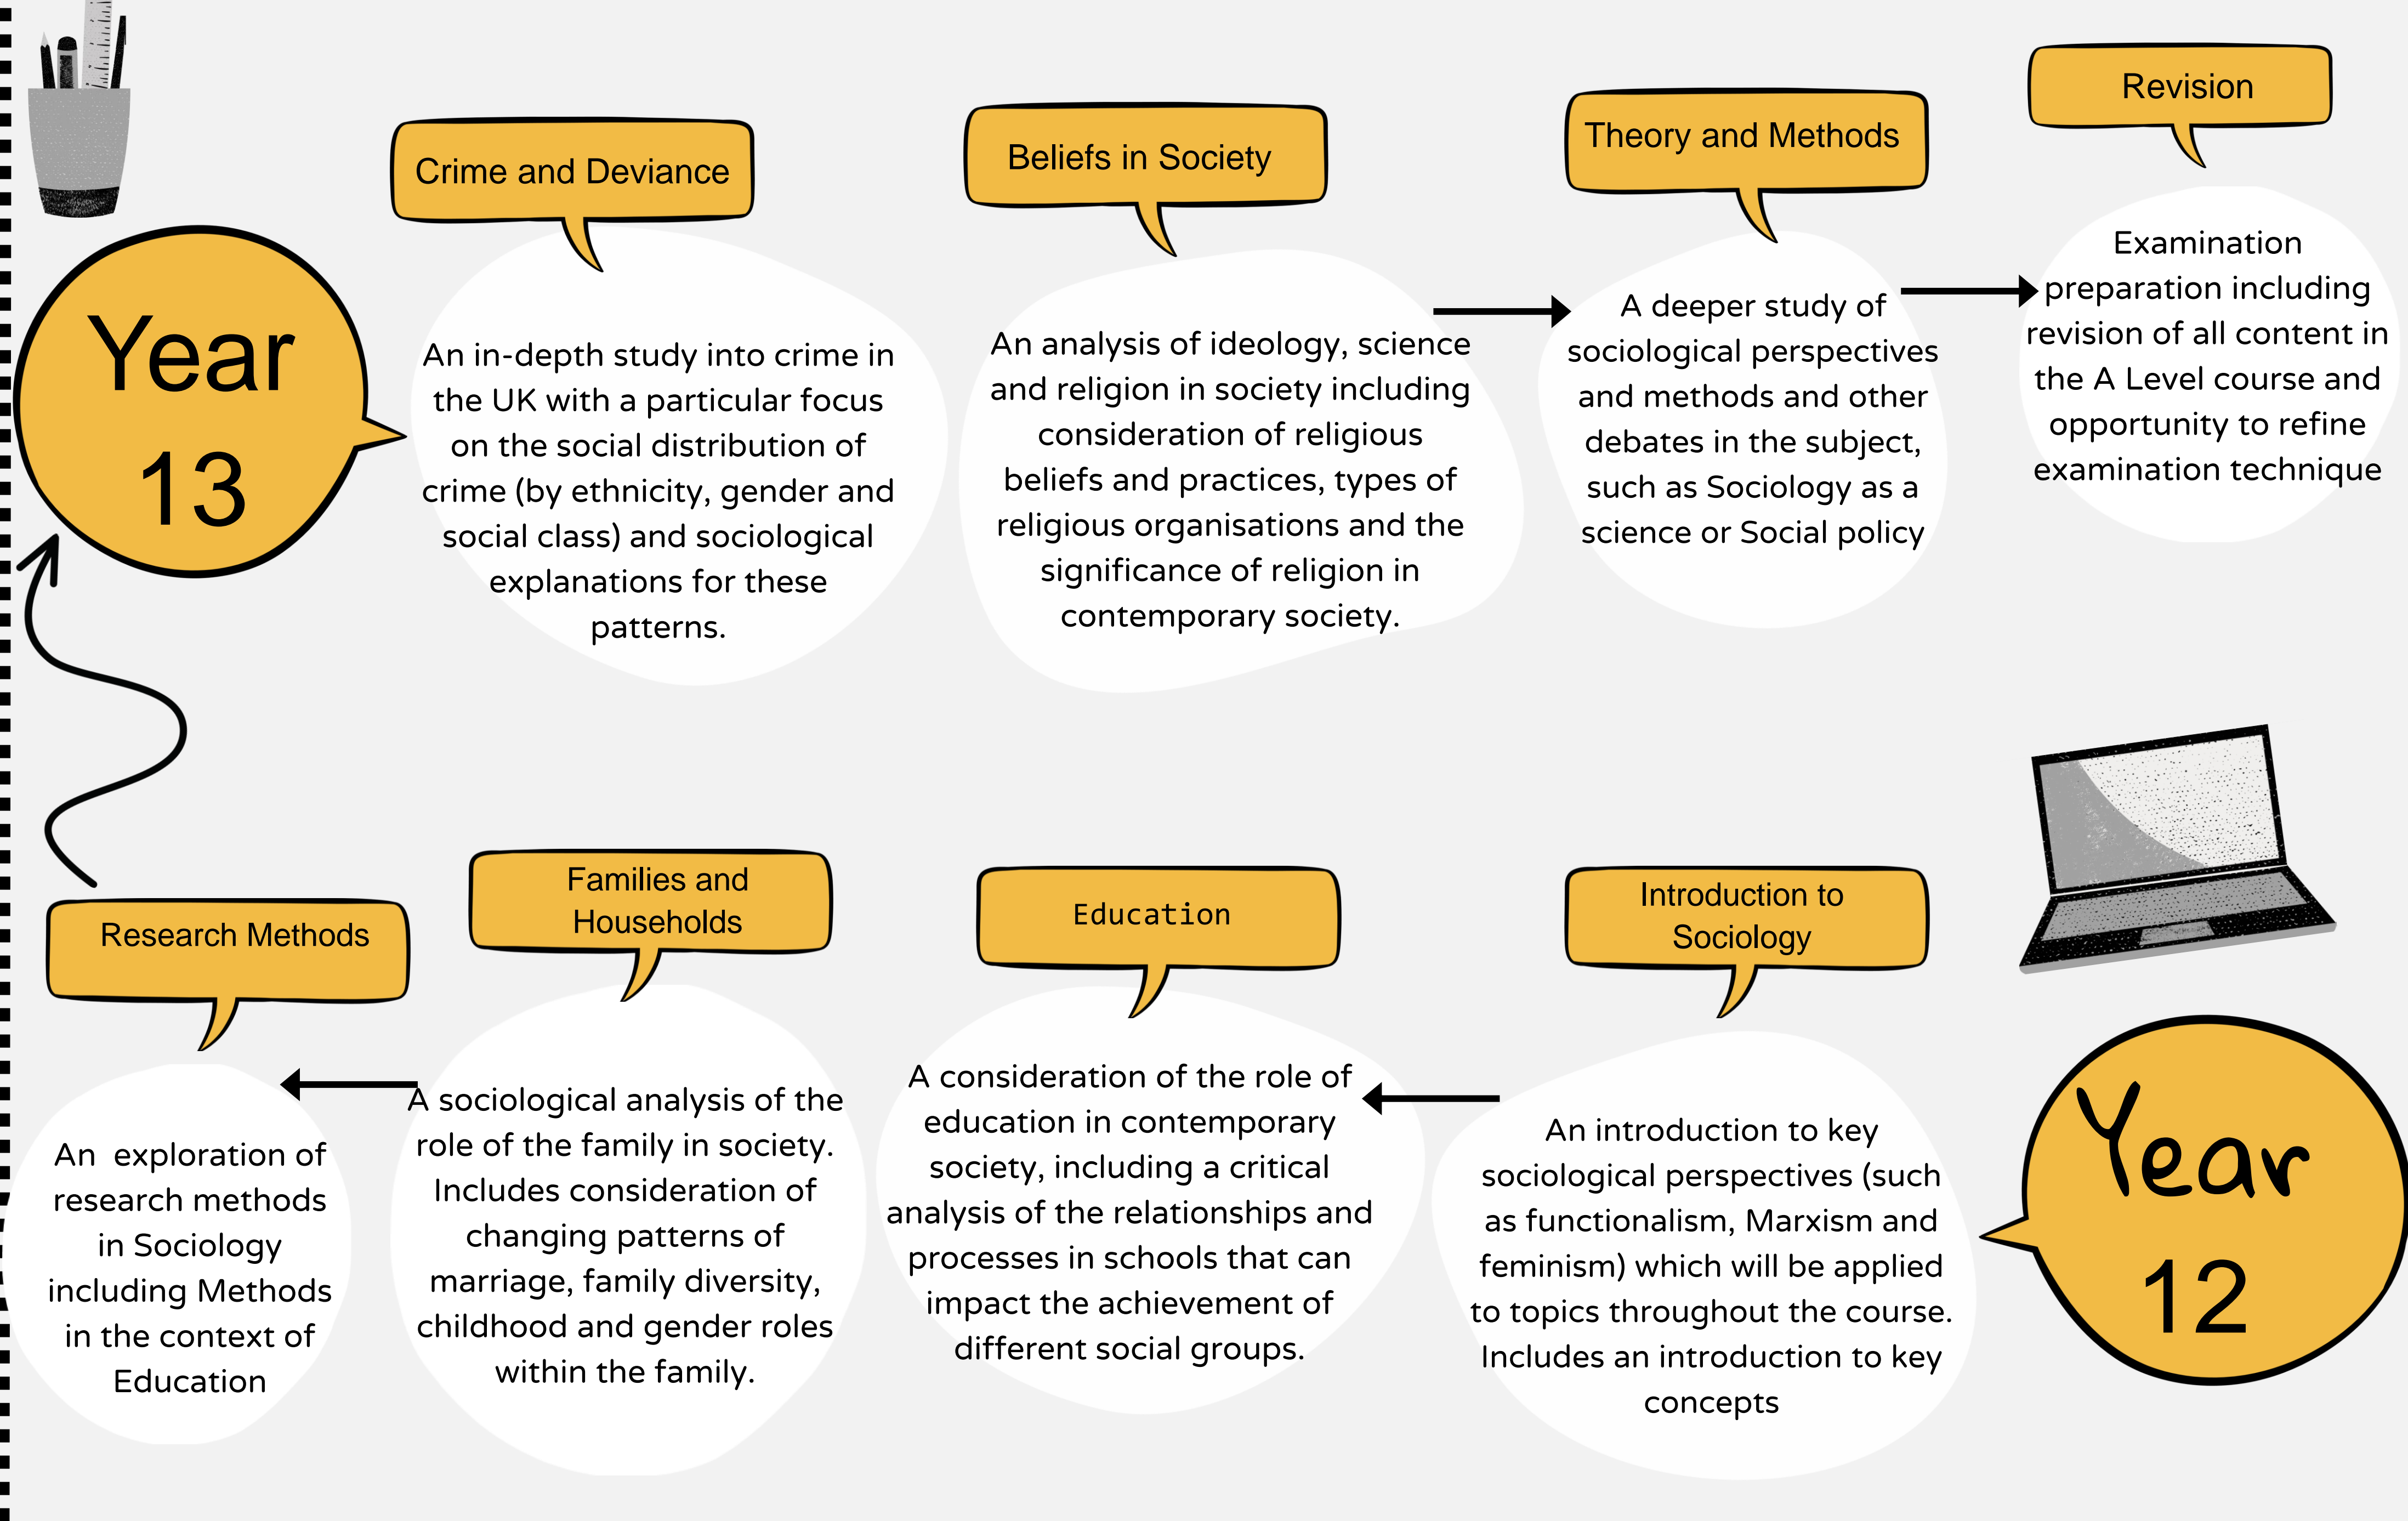 Year
13
Crime and Deviance
An in-depth study into crime in
the UK with a particular focus
on the social distribution of
crime (by ethnicity, gender and
social class) and sociological
explanations for these
patterns.
Beliefs in Society
An analysis of ideology, science
and religion in society including
consideration of religious
beliefs and practices, types of
religious organisations and the
significance of religion in
contemporary society.
Theory and Methods
A deeper study of
sociological perspectives
and methods and other
debates in the subject,
such as Sociology as a
science or Social policy
Revision
Examination
preparation including
revision of all content in
the A Level course and
opportunity to refine
examination technique
Research Methods
An  exploration of
research methods
in Sociology
including Methods
in the context of
Education
Families and
Households
A sociological analysis of the
role of the family in society.
Includes consideration of
changing patterns of
marriage, family diversity,
childhood and gender roles
within the family.
Education
A consideration of the role of
education in contemporary
society, including a critical
analysis of the relationships and
processes in schools that can
impact the achievement of
different social groups.
Introduction to
Sociology
An introduction to key
sociological perspectives (such
as functionalism, Marxism and
feminism) which will be applied
to topics throughout the course.
Includes an introduction to key
concepts
Year
12